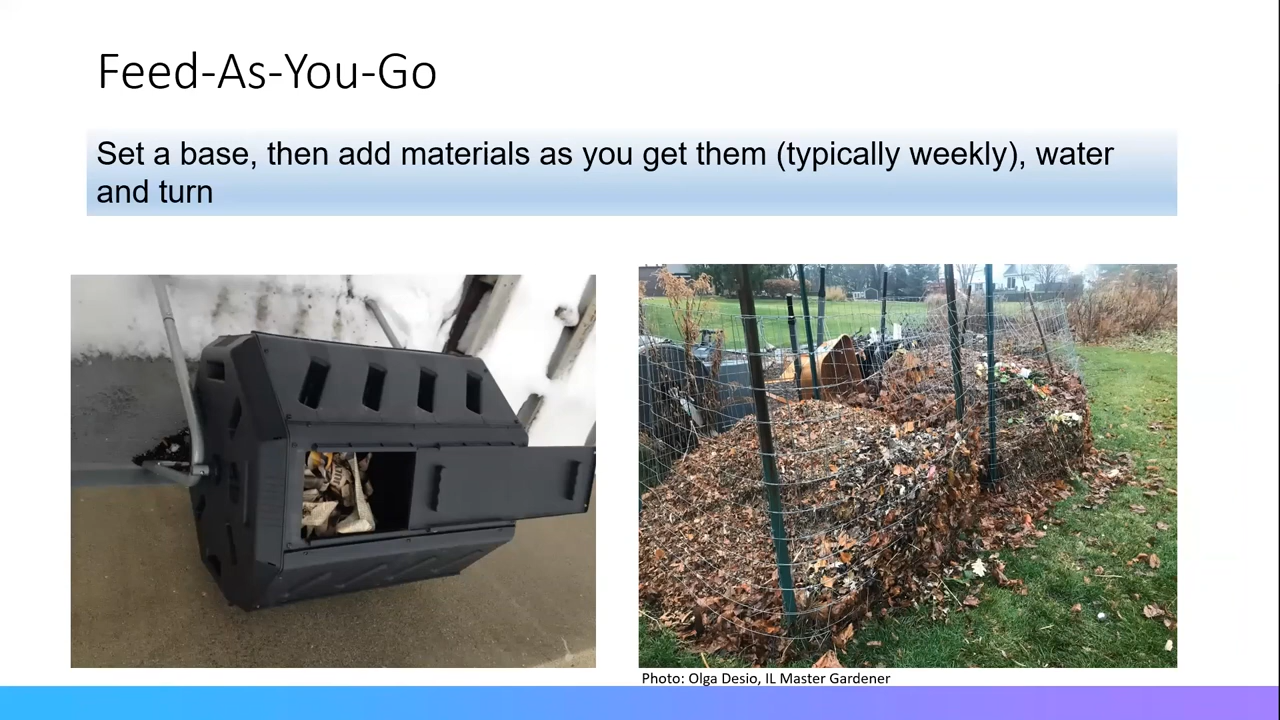 Feed-As-You-Go
Set a base, then add materials as you get them (typically weekly), water
and turn
Photo: Olga Desio, IL Master Gardener